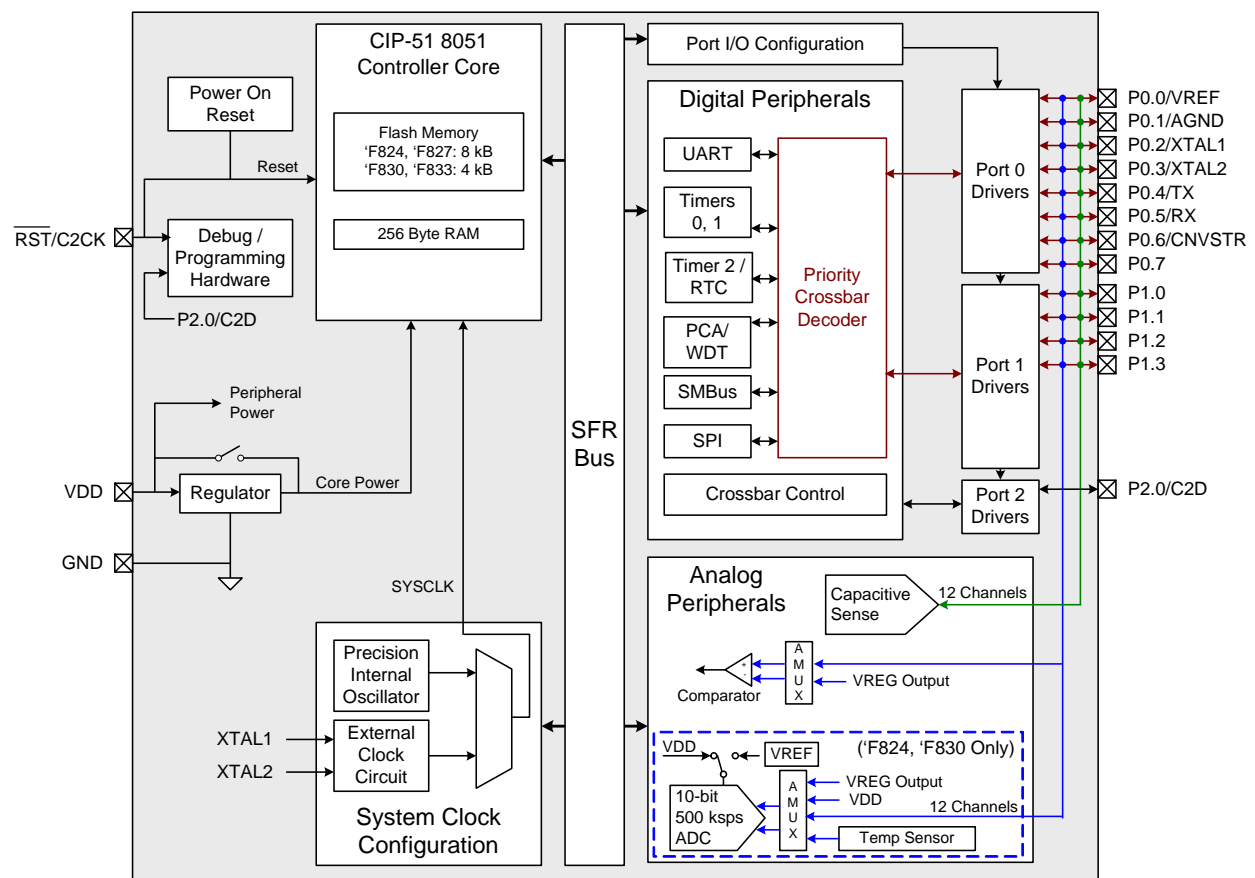 CIP-51 8051
Controller Core
Flash Memory
‘F824, ‘F827: 8 kB
‘F830, ‘F833: 4 kB
256 Byte RAM
Power On
Reset
Reset
RST/C2CK
Debug /
Programming
Hardware
P2.0/C2D
Peripheral
Power
VDD
Regulator
Core Power
GND
SYSCLK
Precision
Internal
Oscillator
XTAL1
XTAL2
External
Clock
Circuit
System Clock
Configuration
SFR
Bus
Port I/O Configuration
Digital Peripherals
UART
Timers
0, 1
Timer 2 /
RTC
PCA/
WDT
SMBus
SPI
Priority
Crossbar
Decoder
Crossbar Control
Port 0
Drivers
Port 1
Drivers
Port 2
Drivers
P0.0/VREF
P0.1/AGND
P0.2/XTAL1
P0.3/XTAL2
P0.4/TX
P0.5/RX
P0.6/CNVSTR
P0.7
P1.0
P1.1
P1.2
P1.3
P2.0/C2D
Analog
Peripherals
Capacitive
Sense
12 Channels
A
M
U
X
+
-
Comparator
VREG Output
(‘F824, ‘F830 Only)
VDD
VREF
10-bit
500 ksps
ADC
A
M
U
X
VREG Output
VDD
12 Channels
Temp Sensor